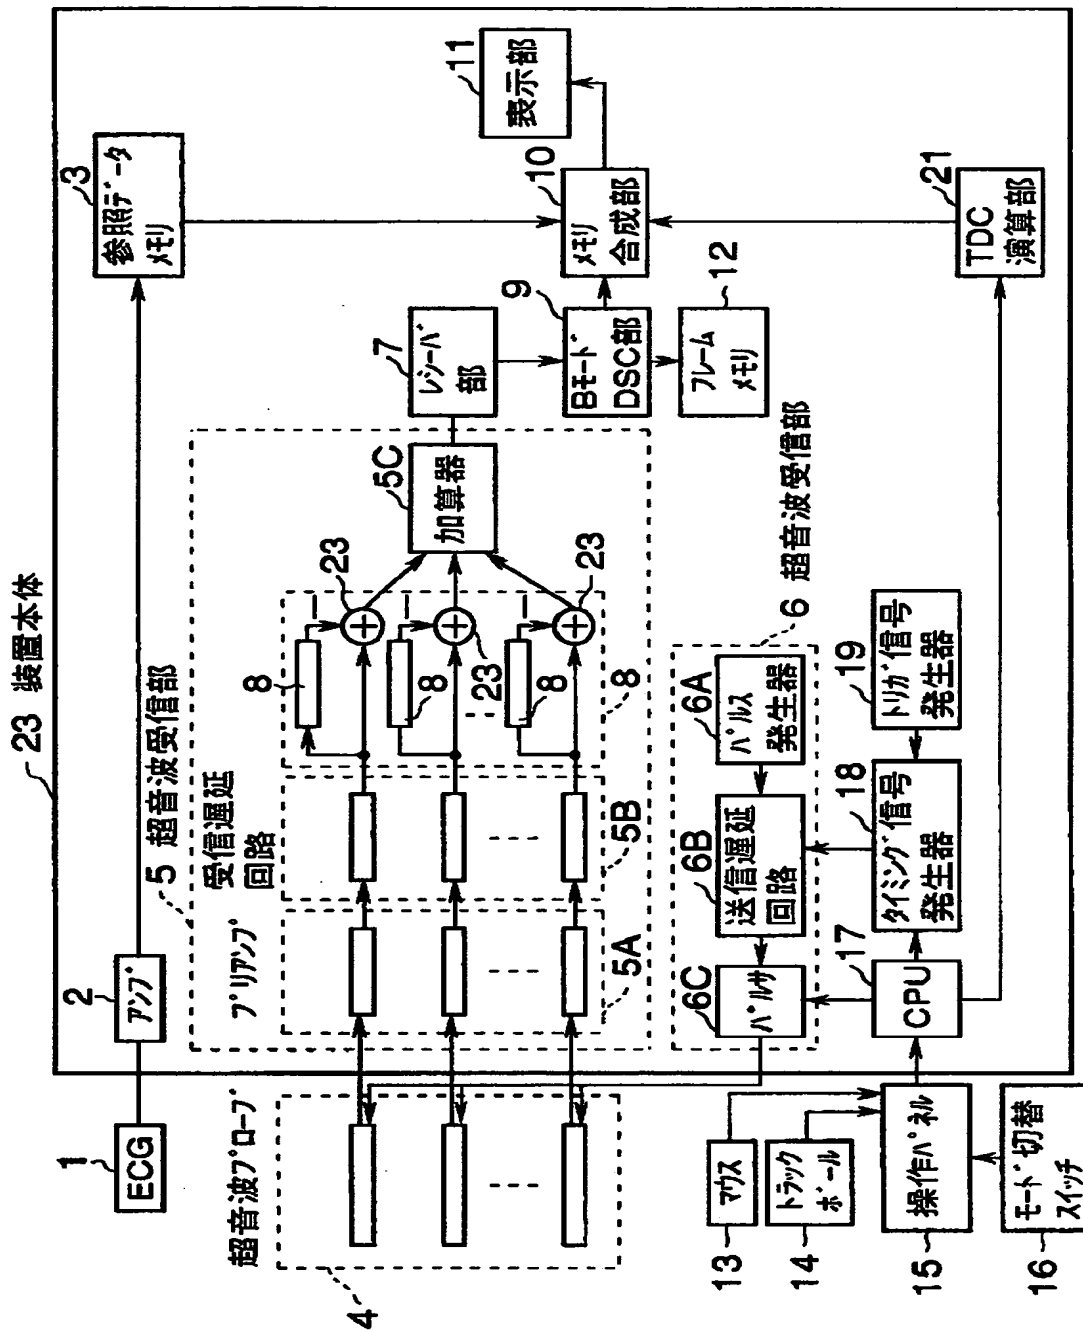 23 装置本体
1
ECG
2
アンプ
3
参照データ
メモリ
5 超音波受信部
超音波プローブ
4
プリアンプ
5A
受信遅延
回路
5B
8
8
8
8
23
23
23
5C
加算器
7
レシーバ
部
9
Bモード
DSC部
10
メモリ
合成部
11
表示部
12
フレーム
メモリ
6 超音波受信部
6A
パルス
発生器
6B
送信遅延
回路
6C
パルサ
13
マウス
14
トラック
ボール
15
操作パネル
16
モード切替
スイッチ
17
CPU
18
タイミング信号
発生器
19
トリガ信号
発生器
21
TDC
演算部